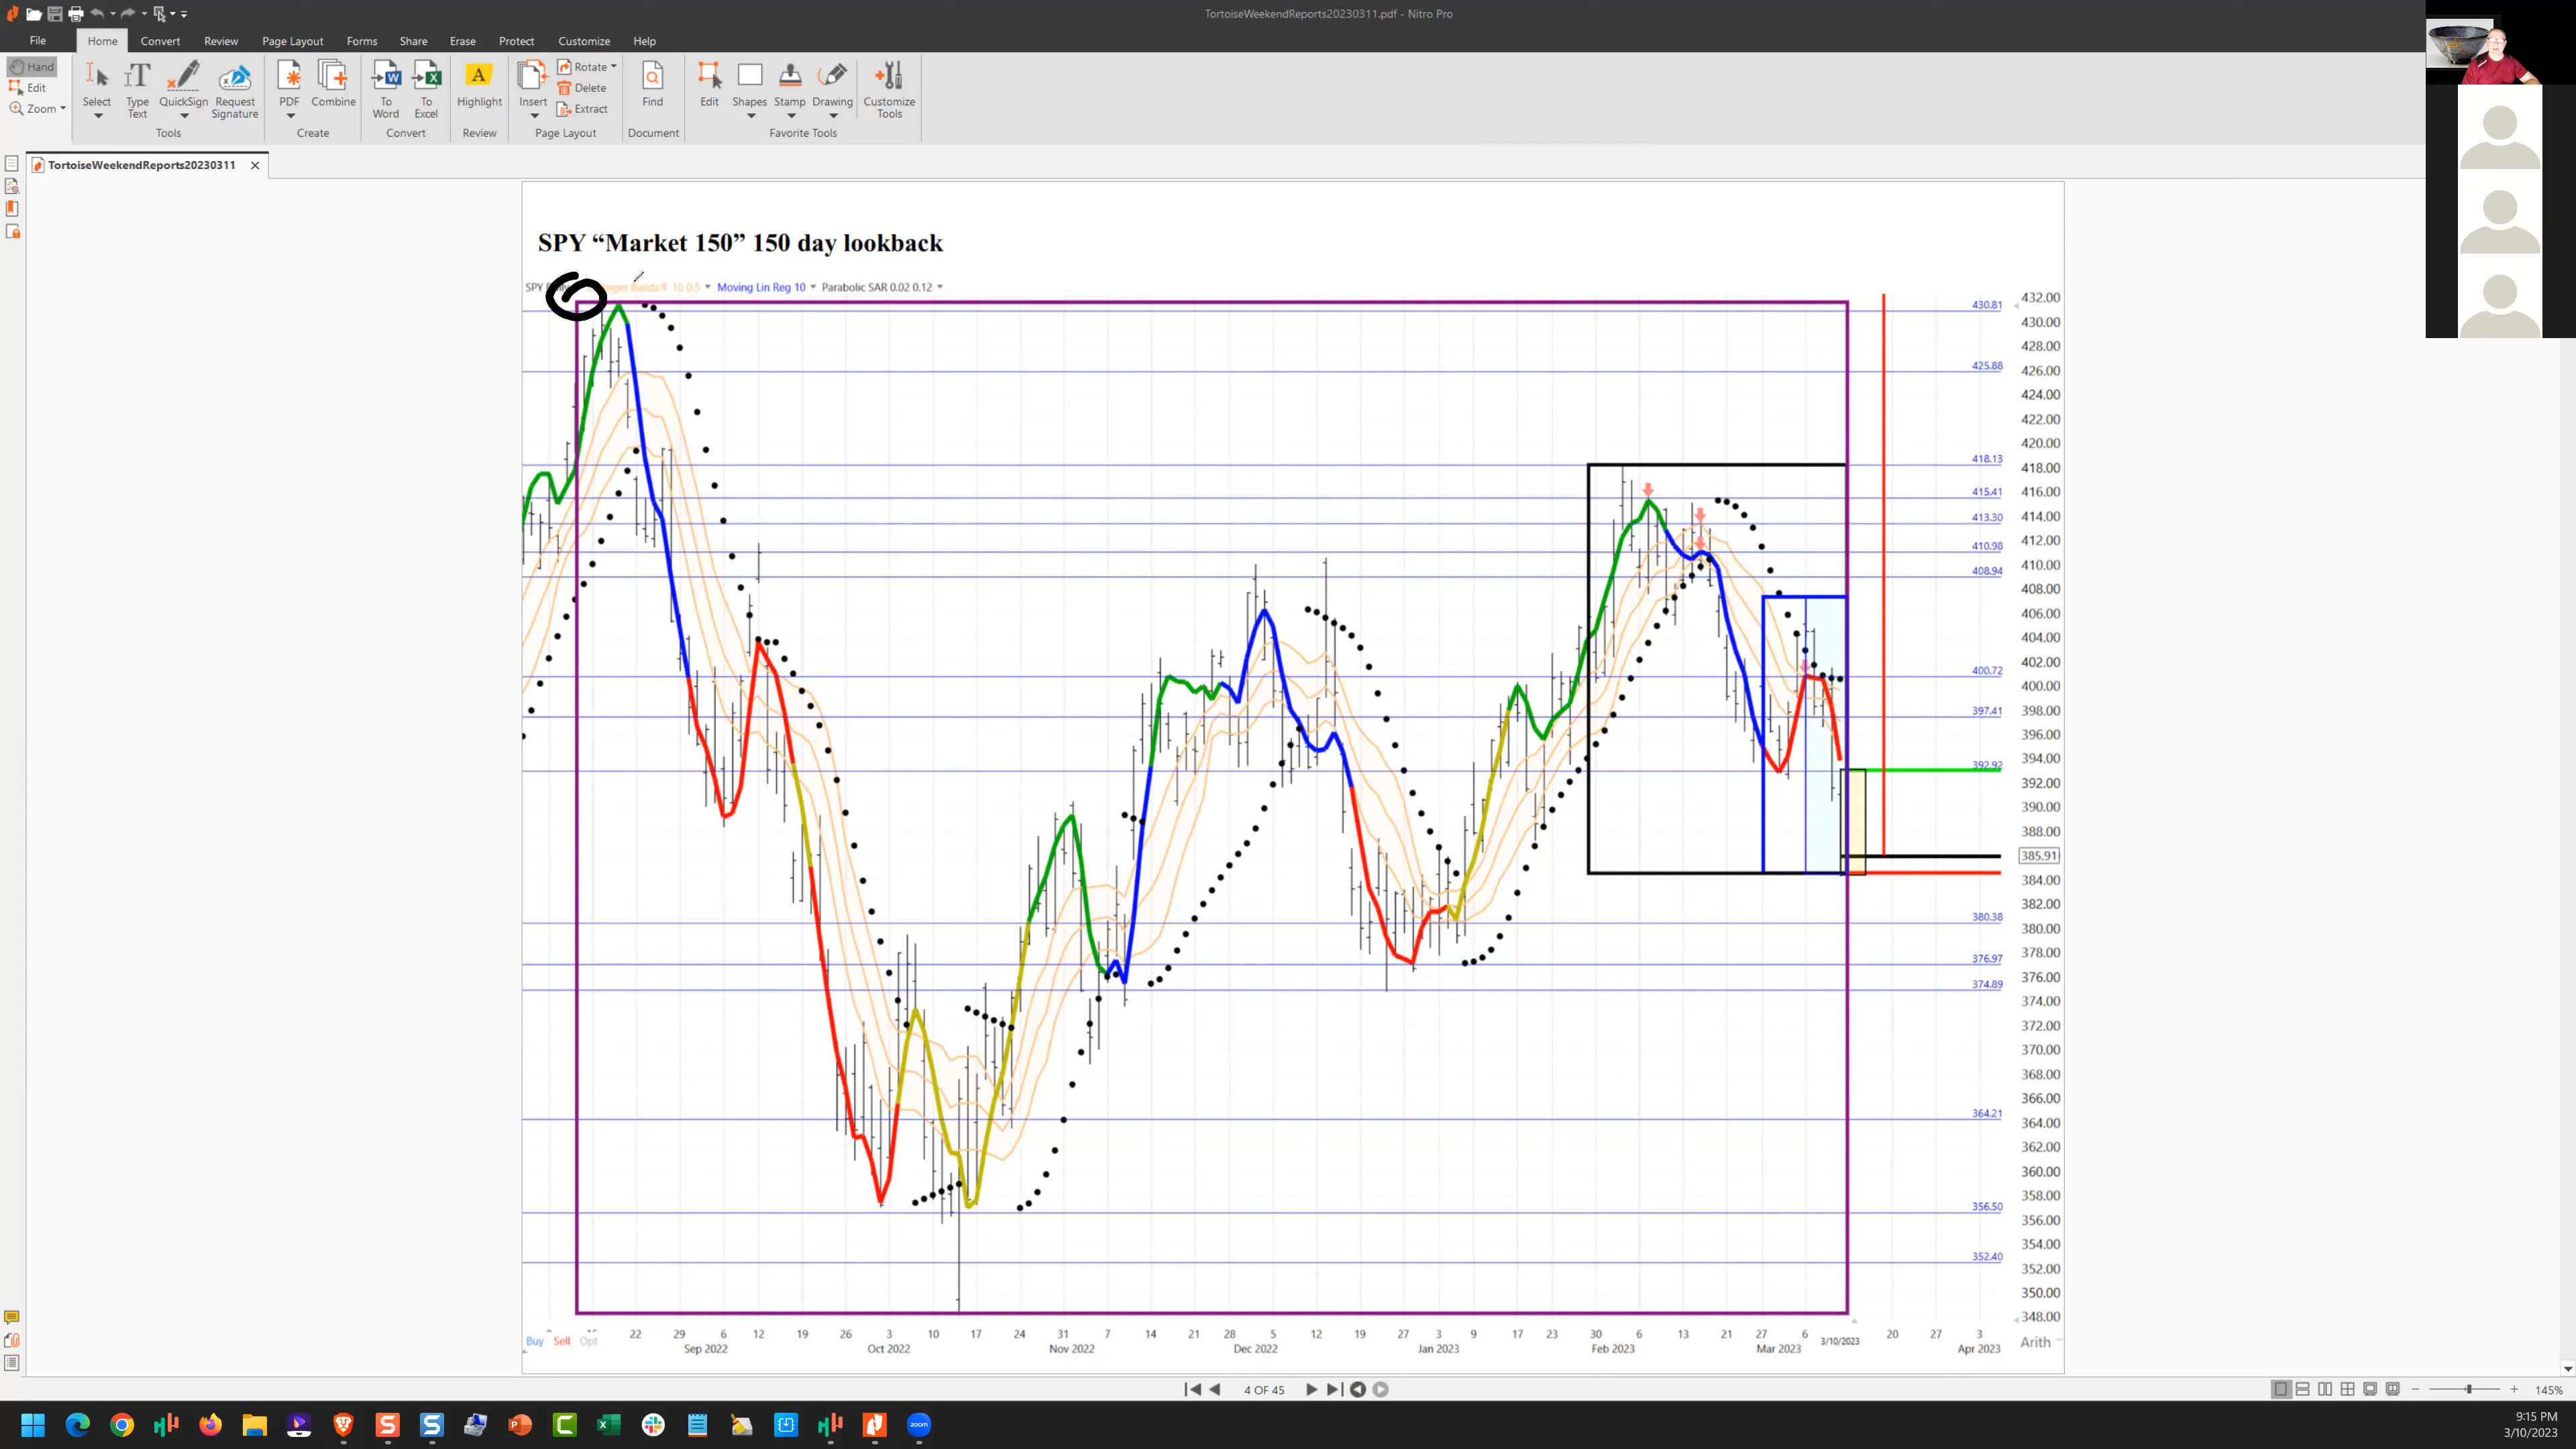 TortoiseWeekendReports20230311.pdf - Nitro Pro
File Home Convert Review Page Layout Forms Share Erase Protect Customize Help
Hand
Edit
Zoom
Select
Type Text
QuickSign
Request Signature
Tools
PDF
Combine
Create
To Word
To Excel
Convert
Highlight
Review
Insert
Rotate
Delete
Extract
Page Layout
Find
Document
Edit
Shapes
Stamp
Drawing
Favorite Tools
Customize Tools
TortoiseWeekendReports20230311
SPY “Market 150” 150 day lookback
SPY
Bands® 10 0.5 Moving Lin Reg 10 Parabolic SAR 0.02 0.12
430.81
425.88
418.13
415.41
413.30
410.98
408.94
400.72
397.41
392.92
380.38
376.97
374.89
364.21
356.50
352.40
432.00
430.00
428.00
426.00
424.00
422.00
420.00
418.00
416.00
414.00
412.00
410.00
408.00
406.00
404.00
402.00
400.00
398.00
396.00
394.00
392.00
390.00
388.00
385.91
384.00
382.00
380.00
378.00
376.00
374.00
372.00
370.00
368.00
366.00
364.00
362.00
360.00
358.00
356.00
354.00
352.00
350.00
348.00
Arith
22 29 6 12 19 26 3 10 17 24 31 7 14 21 28 5 12 19 27 3 9 17 23 30 6 13 21 27 6 3/10/2023 20 27 3
Buy Sell Opt
Sep 2022 Oct 2022 Nov 2022 Dec 2022 Jan 2023 Feb 2023 Mar 2023 Apr 2023
4 OF 45
145%
zoom
9:15 PM
3/10/2023